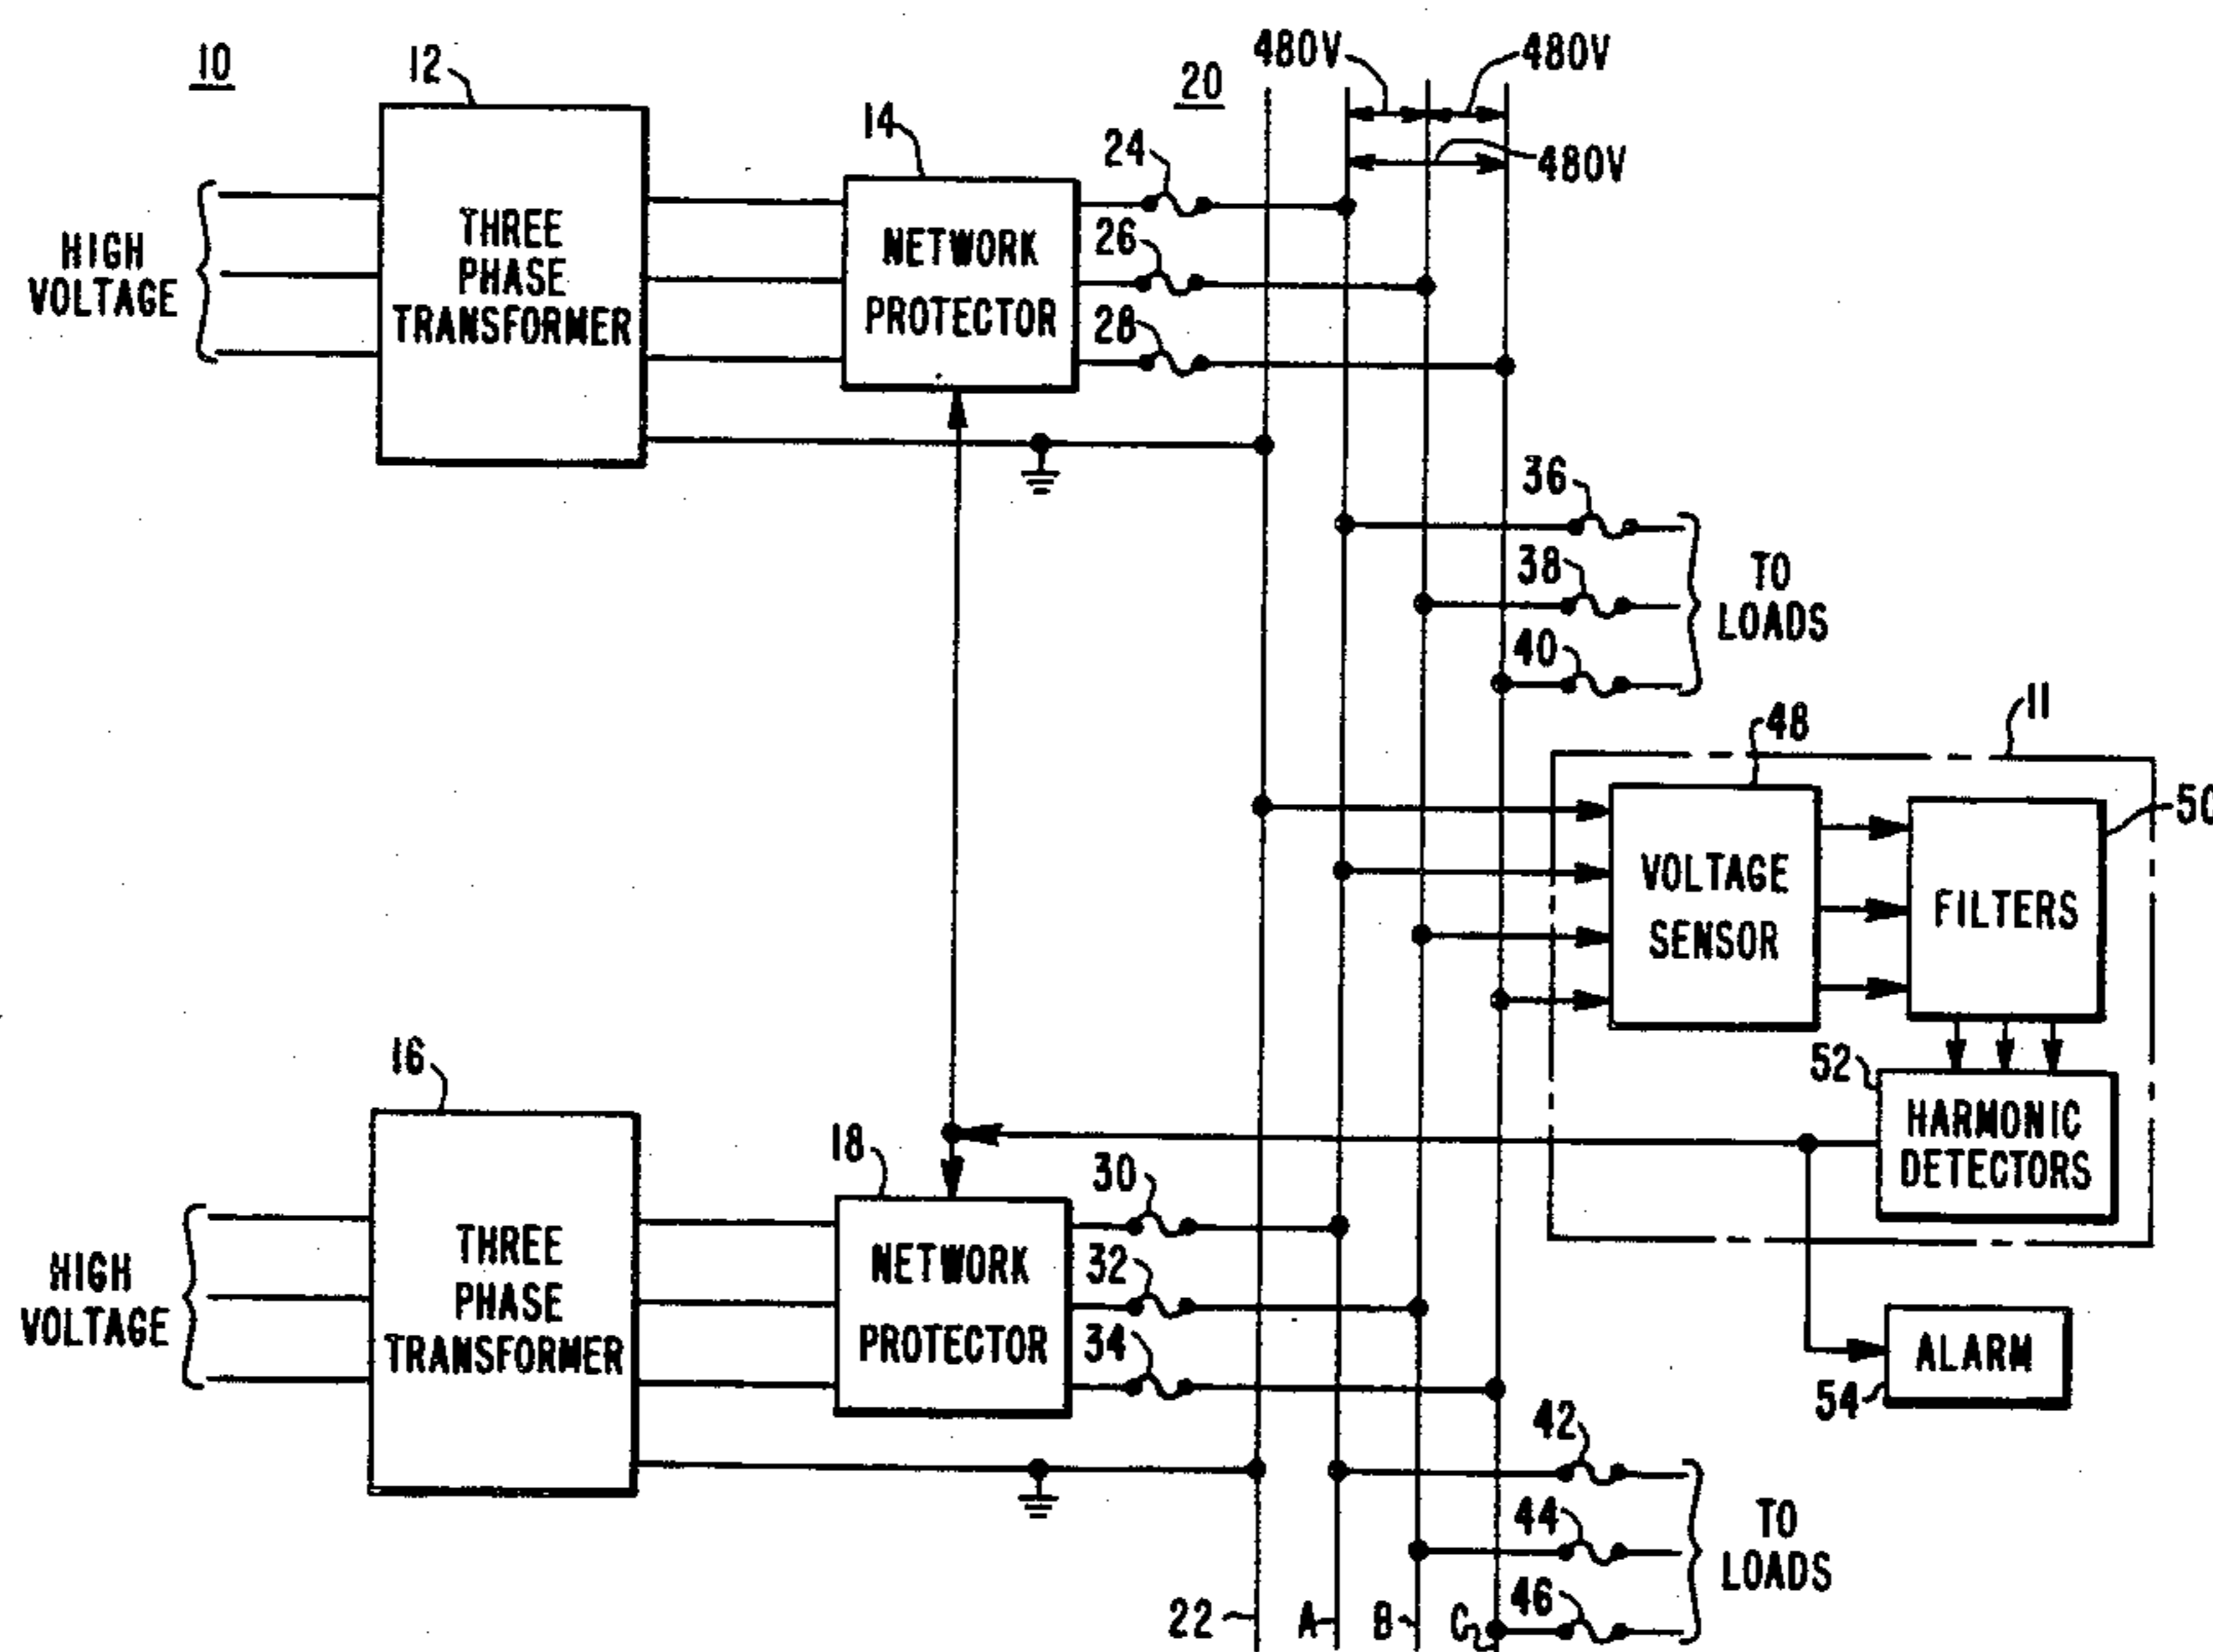 10
12
14
20
480V
480V
480V
24
26
28
HIGH
VOLTAGE
THREE
PHASE
TRANSFORMER
NETWORK
PROTECTOR
36
38
40
TO
LOADS
11
48
50
VOLTAGE
SENSOR
FILTERS
52
HARMONIC
DETECTORS
16
18
30
32
34
HIGH
VOLTAGE
THREE
PHASE
TRANSFORMER
NETWORK
PROTECTOR
ALARM
54
42
44
46
TO
LOADS
22
A
B
C